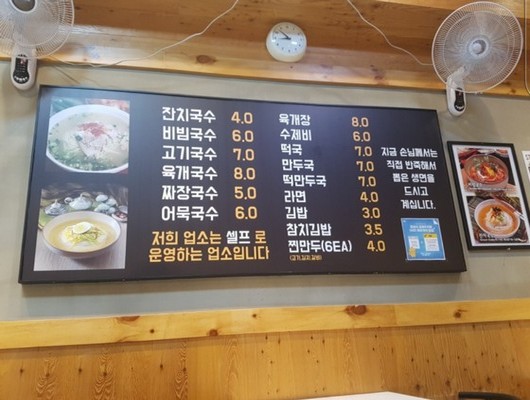 잔치국수 4.0
비빔국수 6.0
고기국수 7.0
육개국수 8.0
짜장국수 5.0
어묵국수 6.0
저희 업소는 셀프 로
운영하는 업소입니다
육개장 8.0
수제비 6.0
떡국 7.0
만두국 7.0
떡만두국 7.0
라면 4.0
김밥 3.0
참치김밥 3.5
찐만두(6EA) 4.0
(고기,김치,갈비)
지금 손님께서는
직접 반죽해서
뽑은 생면을
드시고
계십니다.